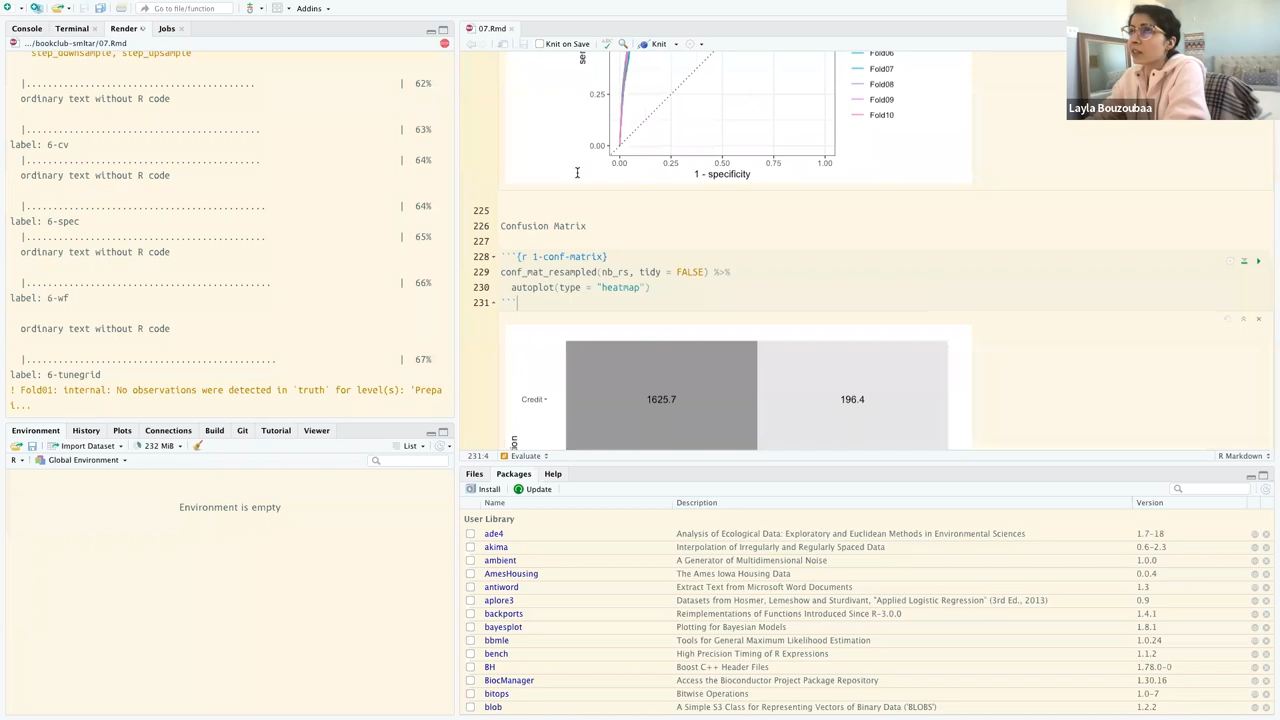 Go to file/function
Addins
Console
Terminal
Render
Jobs
.../bookclub-smltar/07.Rmd
step_downsample, step_upsample
|............................................ | 62%
ordinary text without R code
|............................................. | 63%
label: 6-cv
|............................................. | 64%
ordinary text without R code
|.............................................. | 64%
label: 6-spec
|.............................................. | 65%
ordinary text without R code
|............................................... | 66%
label: 6-wf
ordinary text without R code
|................................................ | 67%
label: 6-tunegrid
! Fold01: internal: No observations were detected in `truth` for level(s): 'Prepa
i...
Environment
History
Plots
Connections
Build
Git
Tutorial
Viewer
Import Dataset
232 MiB
List
R
Global Environment
Environment is empty
07.Rmd
Knit on Save
Knit
Fold06
Fold07
Fold08
Fold09
Fold10
ser
0.25
0.00
0.00 0.25 0.50 0.75 1.00
1 - specificity
225
226 Confusion Matrix
227
228 ```{r 1-conf-matrix}
229 conf_mat_resampled(nb_rs, tidy = FALSE) %>%
230 autoplot(type = "heatmap")
231 ```
Credit
1625.7
196.4
ion
231:4
Evaluate
R Markdown
Files
Packages
Help
Install
Update
Name Description Version
User Library
ade4 Analysis of Ecological Data: Exploratory and Euclidean Methods in Environmental Sciences 1.7-18
akima Interpolation of Irregularly and Regularly Spaced Data 0.6-2.3
ambient A Generator of Multidimensional Noise 1.0.0
AmesHousing The Ames Iowa Housing Data 0.0.4
antiword Extract Text from Microsoft Word Documents 1.3
aplore3 Datasets from Hosmer, Lemeshow and Sturdivant, "Applied Logistic Regression" (3rd Ed., 2013) 0.9
backports Reimplementations of Functions Introduced Since R-3.0.0 1.4.1
bayesplot Plotting for Bayesian Models 1.8.1
bbmle Tools for General Maximum Likelihood Estimation 1.0.24
bench High Precision Timing of R Expressions 1.1.2
BH Boost C++ Header Files 1.78.0-0
BiocManager Access the Bioconductor Project Package Repository 1.30.16
bitops Bitwise Operations 1.0-7
blob A Simple S3 Class for Representing Vectors of Binary Data ('BLOBS') 1.2.2
Layla Bouzoubaa